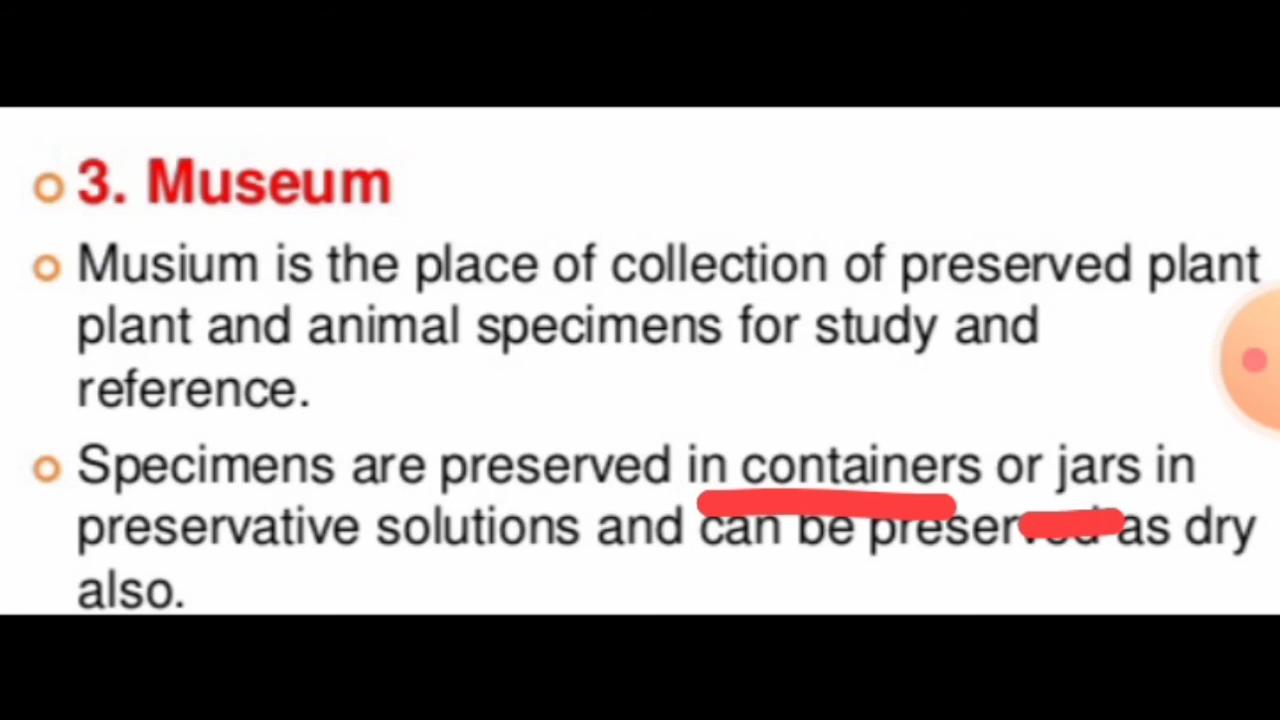 3. Museum
Musium is the place of collection of preserved plant
plant and animal specimens for study and
reference.
Specimens are preserved in containers or jars in
preservative solutions and can be preserved as dry
also.